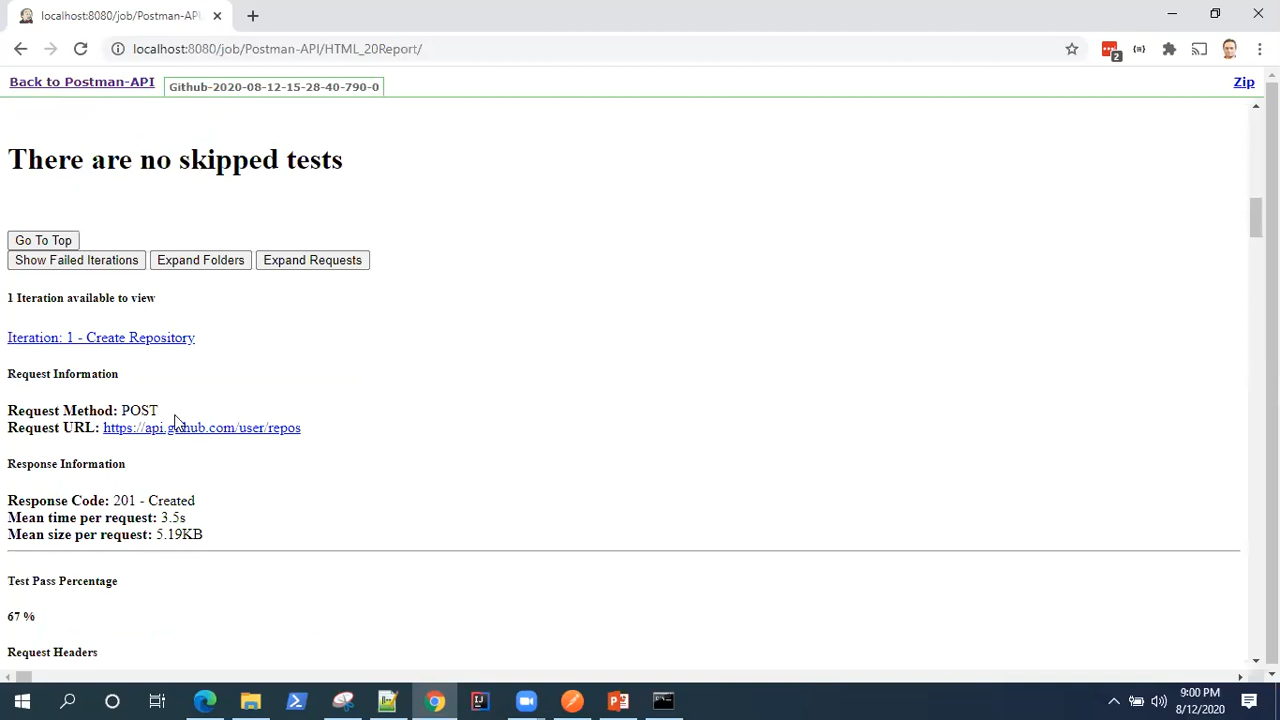 localhost:8080/job/Postman-API
localhost:8080/job/Postman-API/HTML_20Report/
2
Back to Postman-API
Github-2020-08-12-15-28-40-790-0
Zip
There are no skipped tests
Go To Top
Show Failed Iterations Expand Folders Expand Requests
1 Iteration available to view
Iteration: 1 - Create Repository
Request Information
Request Method: POST
Request URL: https://api.github.com/user/repos
Response Information
Response Code: 201 - Created
Mean time per request: 3.5s
Mean size per request: 5.19KB
Test Pass Percentage
67 %
Request Headers
9:00 PM
8/12/2020